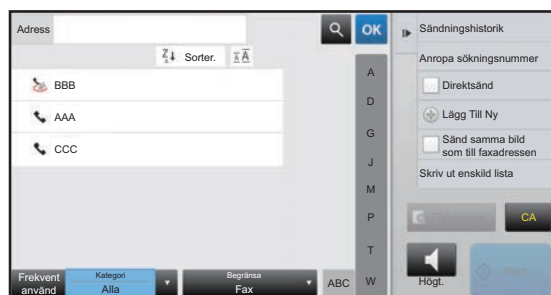 Adress
OK
Sorter.
BBB
AAA
CCC
A
D
G
J
M
P
T
W
ABC
Frekvent
använd
Kategori
Alla
Begränsa
Fax
Sändningshistorik
Anropa sökningsnummer
Direktsänd
Lägg Till Ny
Sänd samma bild
som till faxadressen
Skriv ut enskild lista
CA
Högt.
Start